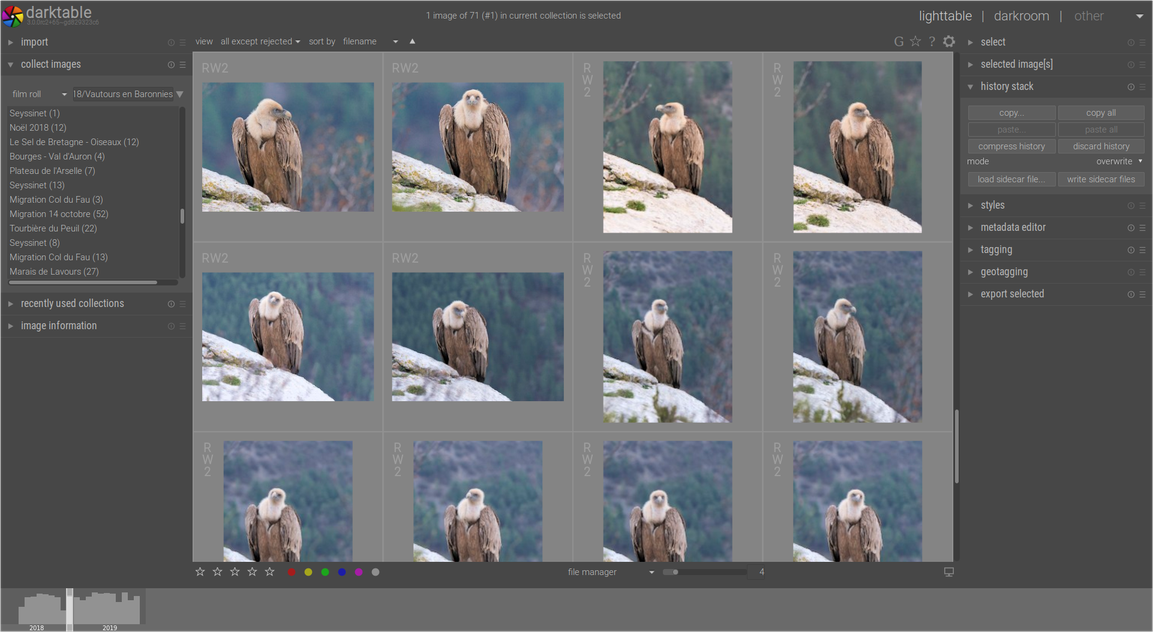 darktable
1 image of 71 (#1) in current collection is selected
lighttable | darkroom | other
import
view all except rejected sort by filename
G ?
select
collect images
selected image[s]
film roll 18/Vautours en Baronnies
history stack
Seyssinet (1)
Noël 2018 (12)
Le Sel de Bretagne - Oiseaux (12)
Bourges - Val d'Auron (4)
Plateau de l'Arselle (7)
Seyssinet (13)
Migration Col du Fau (3)
Migration 14 octobre (52)
Tourbière du Peuil (22)
Seyssinet (8)
Migration Col du Fau (13)
Marais de Lavours (27)
recently used collections
image information
RW2
RW2
RW2
RW2
RW2
RW2
RW2
RW2
RW2
RW2
RW2
RW2
copy... copy all
paste... paste all
compress history discard history
mode overwrite
load sidecar file... write sidecar files
styles
metadata editor
tagging
geotagging
export selected
file manager 4
2018 2019